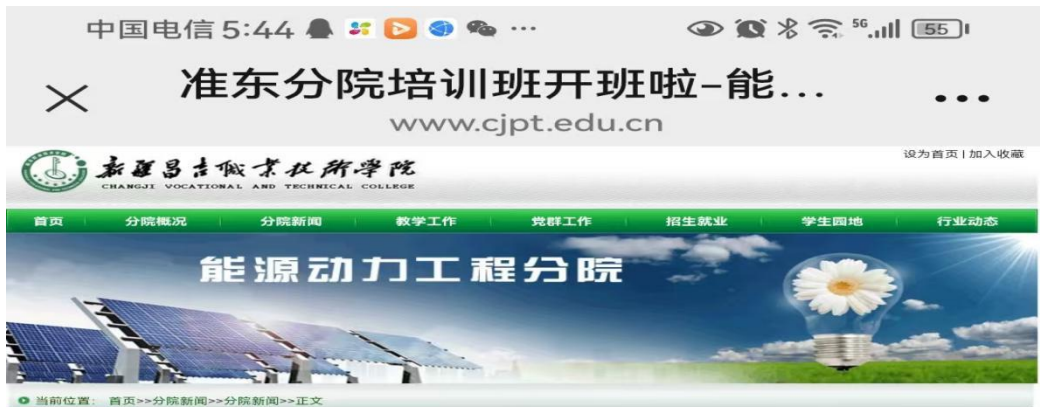 中国电信 5:44 ···
5G 55
准东分院培训班开班啦-能...
www.cjpt.edu.cn
设为首页 | 加入收藏
新疆昌吉职业技术学院
CHANGJI VOCATIONAL AND TECHNICAL COLLEGE
首页 分院概况 分院新闻 教学工作 党群工作 招生就业 学生园地 行业动态
能源动力工程分院
当前位置: 首页>>分院新闻>>分院新闻>>正文